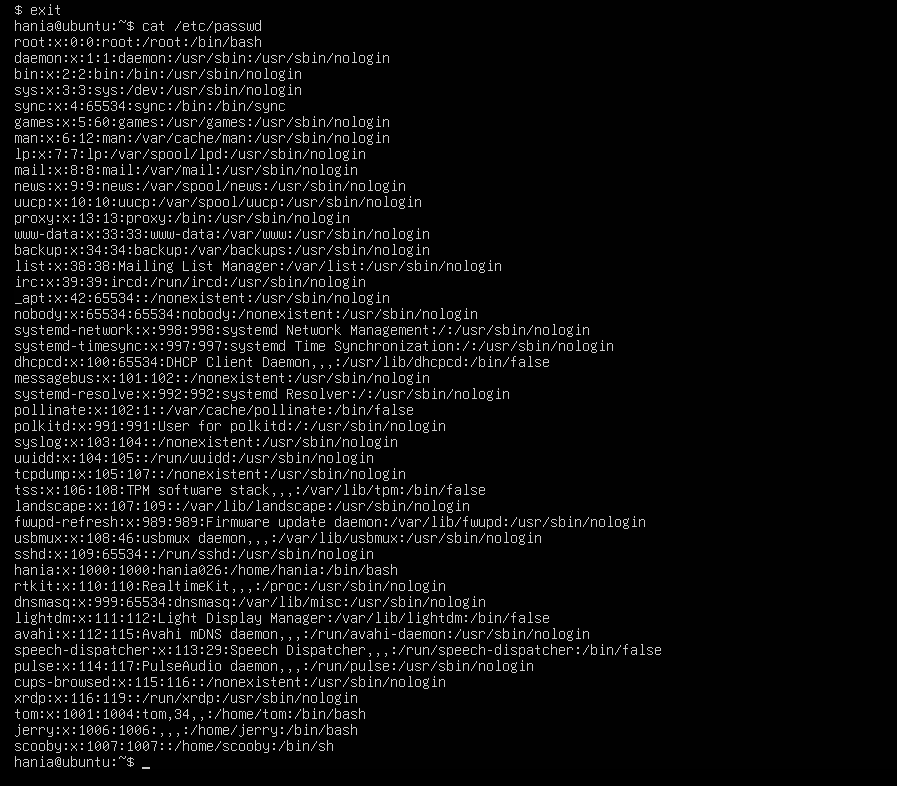 $ exit
hania@ubuntu:~$ cat /etc/passwd
root:x:0:0:root:/root:/bin/bash
daemon:x:1:1:daemon:/usr/sbin:/usr/sbin/nologin
bin:x:2:2:bin:/bin:/usr/sbin/nologin
sys:x:3:3:sys:/dev:/usr/sbin/nologin
sync:x:4:65534:sync:/bin:/bin/sync
games:x:5:60:games:/usr/games:/usr/sbin/nologin
man:x:6:12:man:/var/cache/man:/usr/sbin/nologin
lp:x:7:7:lp:/var/spool/lpd:/usr/sbin/nologin
mail:x:8:8:mail:/var/mail:/usr/sbin/nologin
news:x:9:9:news:/var/spool/news:/usr/sbin/nologin
uucp:x:10:10:uucp:/var/spool/uucp:/usr/sbin/nologin
proxy:x:13:13:proxy:/bin:/usr/sbin/nologin
www-data:x:33:33:www-data:/var/www:/usr/sbin/nologin
backup:x:34:34:backup:/var/backups:/usr/sbin/nologin
list:x:38:38:Mailing List Manager:/var/list:/usr/sbin/nologin
irc:x:39:39:ircd:/run/ircd:/usr/sbin/nologin
_apt:x:42:65534::/nonexistent:/usr/sbin/nologin
nobody:x:65534:65534:nobody:/nonexistent:/usr/sbin/nologin
systemd-network:x:998:998:systemd Network Management:/:/usr/sbin/nologin
systemd-timesync:x:997:997:systemd Time Synchronization:/:/usr/sbin/nologin
dhcpcd:x:100:65534:DHCP Client Daemon,,,:/usr/lib/dhcpcd:/bin/false
messagebus:x:101:102::/nonexistent:/usr/sbin/nologin
systemd-resolve:x:992:992:systemd Resolver:/:/usr/sbin/nologin
pollinate:x:102:1::/var/cache/pollinate:/bin/false
polkitd:x:991:991:User for polkitd:/:/usr/sbin/nologin
syslog:x:103:104::/nonexistent:/usr/sbin/nologin
uuidd:x:104:105::/run/uuidd:/usr/sbin/nologin
tcpdump:x:105:107::/nonexistent:/usr/sbin/nologin
tss:x:106:108:TPM software stack,,,:/var/lib/tpm:/bin/false
landscape:x:107:109::/var/lib/landscape:/usr/sbin/nologin
fwupd-refresh:x:989:989:Firmware update daemon:/var/lib/fwupd:/usr/sbin/nologin
usbmux:x:108:46:usbmux daemon,,,:/var/lib/usbmux:/usr/sbin/nologin
sshd:x:109:65534::/run/sshd:/usr/sbin/nologin
hania:x:1000:1000:hania026:/home/hania:/bin/bash
rtkit:x:110:110:RealtimeKit,,,:/proc:/usr/sbin/nologin
dnsmasq:x:999:65534:dnsmasq:/var/lib/misc:/usr/sbin/nologin
lightdm:x:111:112:Light Display Manager:/var/lib/lightdm:/bin/false
avahi:x:112:115:Avahi mDNS daemon,,,:/run/avahi-daemon:/usr/sbin/nologin
speech-dispatcher:x:113:29:Speech Dispatcher,,,:/run/speech-dispatcher:/bin/false
pulse:x:114:117:PulseAudio daemon,,,:/run/pulse:/usr/sbin/nologin
cups-browsed:x:115:116::/nonexistent:/usr/sbin/nologin
xrdp:x:116:119::/run/xrdp:/usr/sbin/nologin
tom:x:1001:1004:tom,34,,:/home/tom:/bin/bash
jerry:x:1006:1006:,,,:/home/jerry:/bin/bash
scooby:x:1007:1007::/home/scooby:/bin/sh
hania@ubuntu:~$ _